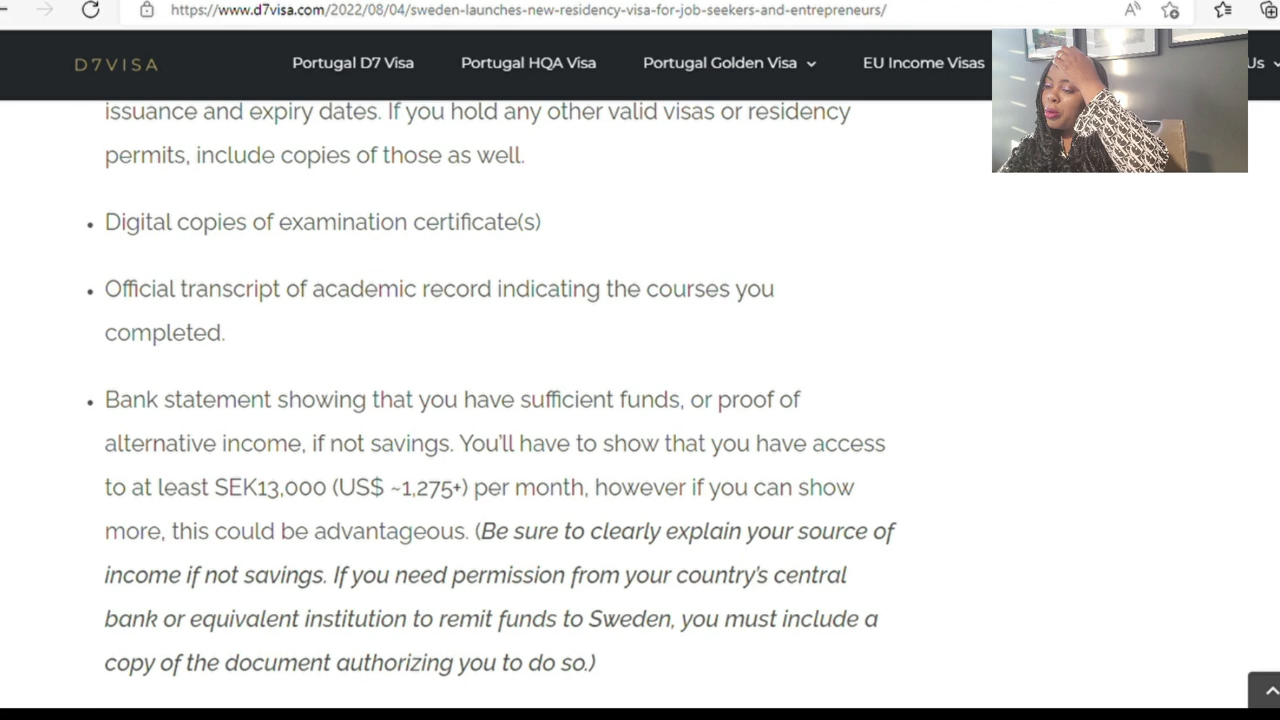 https://www.d7visa.com/2022/08/04/sweden-launches-new-residency-visa-for-job-seekers-and-entrepreneurs/
D7VISA Portugal D7 Visa Portugal HQA Visa Portugal Golden Visa EU Income Visas Us
issuance and expiry dates. If you hold any other valid visas or residency
permits, include copies of those as well.
• Digital copies of examination certificate(s)
• Official transcript of academic record indicating the courses you
completed.
• Bank statement showing that you have sufficient funds, or proof of
alternative income, if not savings. You'll have to show that you have access
to at least SEK13,000 (US$ ~1,275+) per month, however if you can show
more, this could be advantageous. (Be sure to clearly explain your source of
income if not savings. If you need permission from your country's central
bank or equivalent institution to remit funds to Sweden, you must include a
copy of the document authorizing you to do so.)